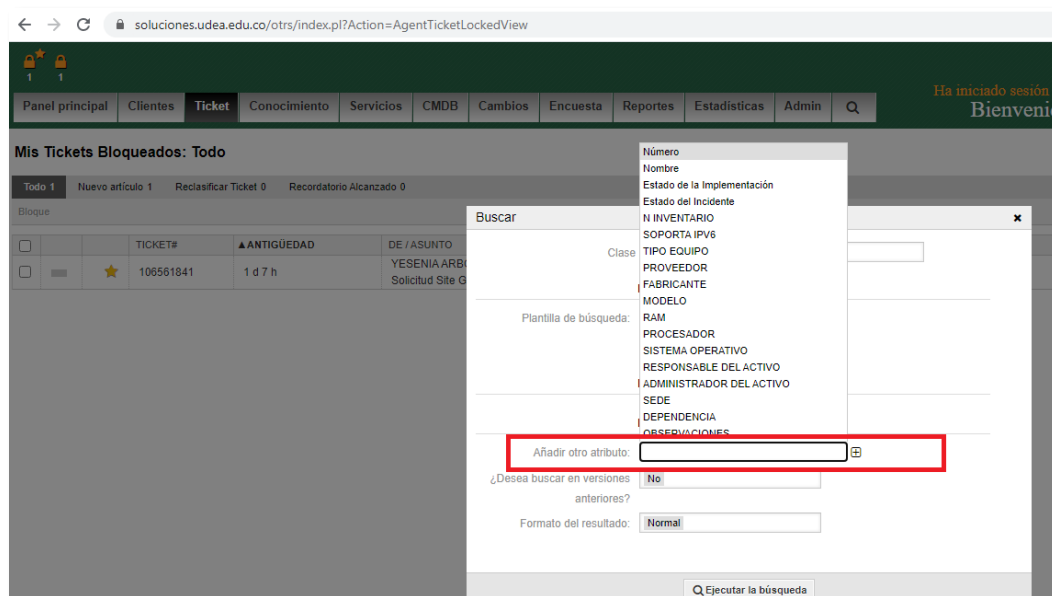 soluciones.udea.edu.co/otrs/index.pl?Action=AgentTicketLockedView
1 1
Ha iniciado sesión
Panel principal Clientes Ticket Conocimiento Servicios CMDB Cambios Encuesta Reportes Estadísticas Admin
Mis Tickets Bloqueados: Todo
Todo 1 Nuevo artículo 1 Reclasificar Ticket 0 Recordatorio Alcanzado 0
Bloque
TICKET# ▲ANTIGÜEDAD DE / ASUNTO
106561841 1 d 7 h YESENIA
Solicitud Site
Buscar
Clase
Plantilla de búsqueda:
Número
Nombre
Estado de la Implementación
Estado del Incidente
N INVENTARIO
SOPORTA IPV6
TIPO EQUIPO
PROVEEDOR
FABRICANTE
MODELO
RAM
PROCESADOR
SISTEMA OPERATIVO
RESPONSABLE DEL ACTIVO
ADMINISTRADOR DEL ACTIVO
SEDE
DEPENDENCIA
OBSERVACIONES
Añadir otro atributo:
¿Desea buscar en versiones
anteriores?
No
Formato del resultado: Normal
Ejecutar la búsqueda